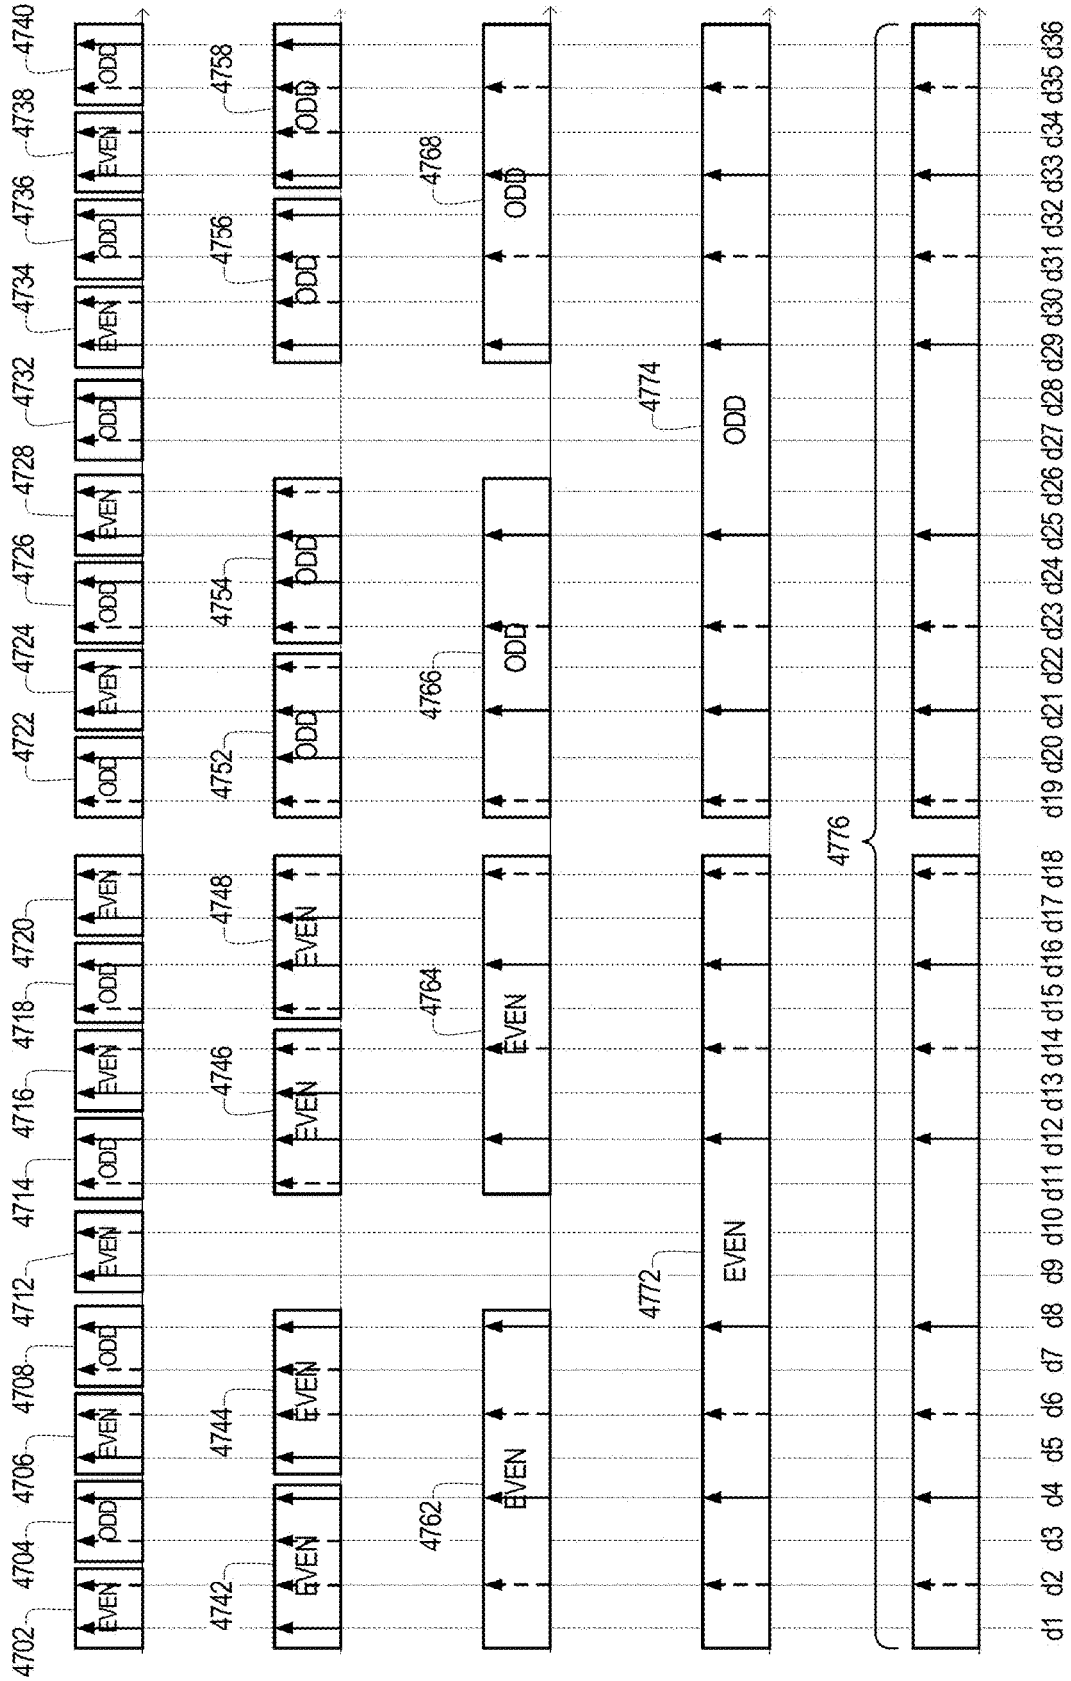 4702 4704 4706 4708 4712 4714 4716 4718 4720 4722 4724 4726 4728 4732 4734 4736 4738 4740
EVEN ODD EVEN ODD EVEN ODD EVEN ODD EVEN ODD EVEN ODD EVEN ODD EVEN ODD EVEN ODD
4742 4744 4746 4748 4752 4754 4756 4758
EVEN EVEN EVEN EVEN ODD ODD ODD ODD
4762 4764 4766 4768
EVEN EVEN ODD ODD
4772 4774
EVEN ODD
4776
d1 d2 d3 d4 d5 d6 d7 d8 d9 d10 d11 d12 d13 d14 d15 d16 d17 d18 d19 d20 d21 d22 d23 d24 d25 d26 d27 d28 d29 d30 d31 d32 d33 d34 d35 d36